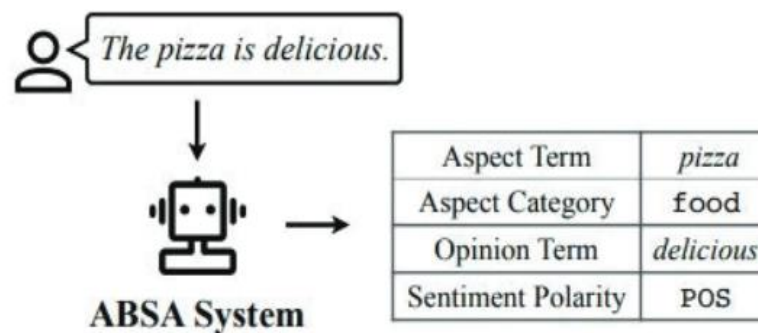 The pizza is delicious.
Aspect Term pizza
Aspect Category food
Opinion Term delicious
Sentiment Polarity POS
ABSA System